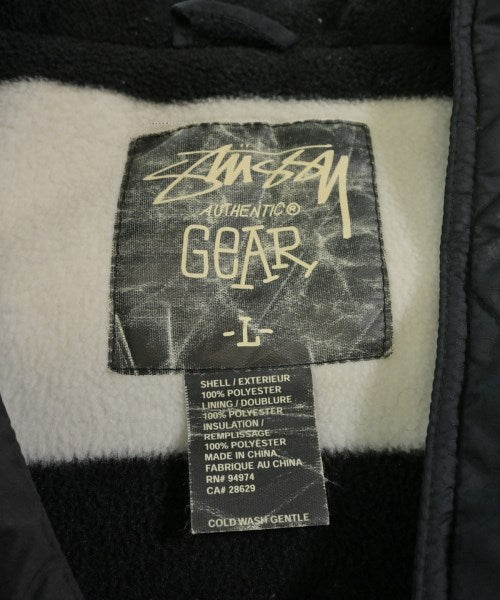 Stüssy
AUTHENTIC®
GEAR
-L-
SHELL / EXTERIEUR
100% POLYESTER
LINING / DOUBLURE
100% POLYESTER
INSULATION /
REMPLISSAGE
100% POLYESTER
MADE IN CHINA
FABRIQUE AU CHINA
RN# 94974
CA# 28629
COLD WASH GENTLE